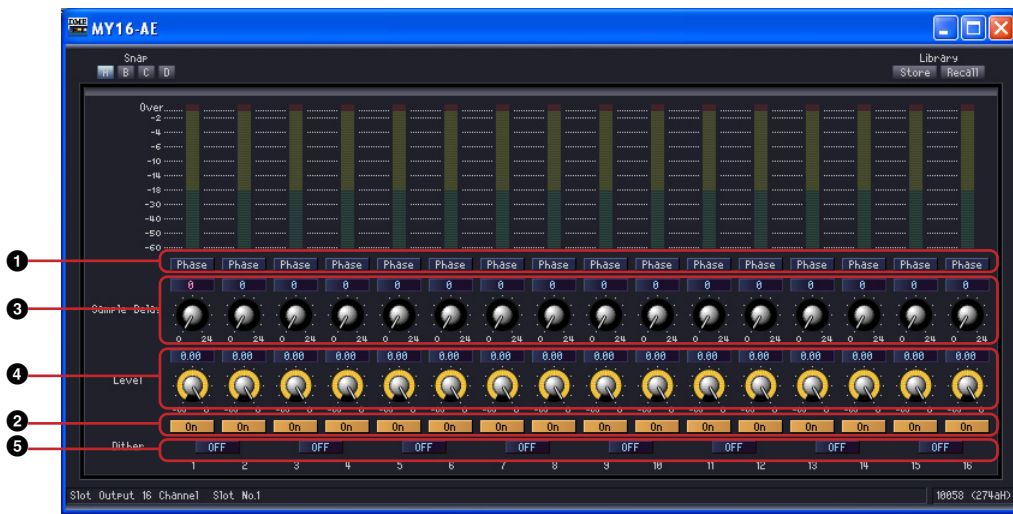 MY16-AE
Snap
Library
A B C D
Store Recall
Over
-2
-4
-6
-10
-14
-18
-30
-40
-50
-60
1
Phase Phase Phase Phase Phase Phase Phase Phase Phase Phase Phase Phase Phase Phase Phase Phase
0 0 0 0 0 0 0 0 0 0 0 0 0 0 0 0
3
Sample Delay
0 24 0 24 0 24 0 24 0 24 0 24 0 24 0 24 0 24 0 24 0 24 0 24 0 24 0 24 0 24 0 24
0.00 0.00 0.00 0.00 0.00 0.00 0.00 0.00 0.00 0.00 0.00 0.00 0.00 0.00 0.00 0.00
4
Level
2
On On On On On On On On On On On On On On On On
5
Dither
OFF OFF OFF OFF OFF OFF OFF OFF
1 2 3 4 5 6 7 8 9 10 11 12 13 14 15 16
Slot Output 16 Channel Slot No.1
10058 (274aH)